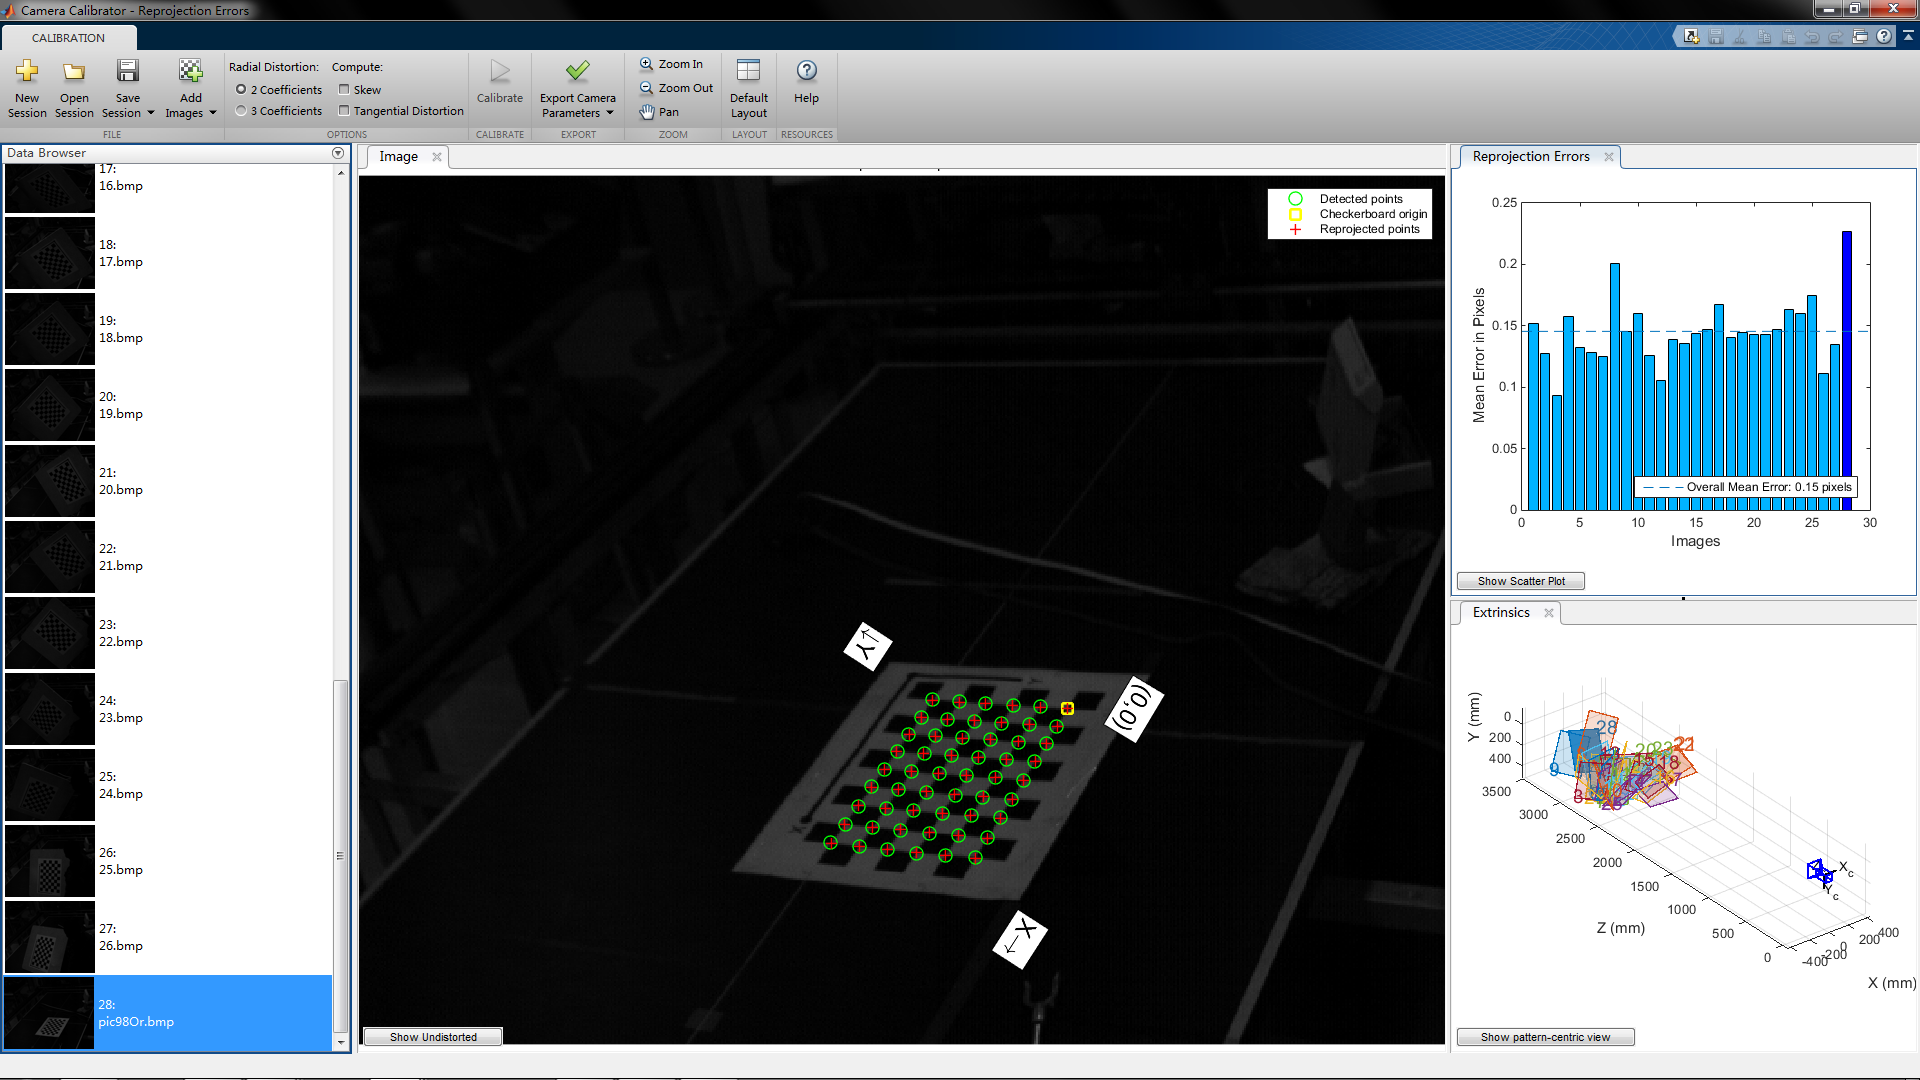 Camera Calibrator - Reprojection Errors
CALIBRATION
New
Session
Open
Session
Save
Session
Add
Images
FILE
Radial Distortion:
2 Coefficients
3 Coefficients
Compute:
Skew
Tangential Distortion
OPTIONS
Calibrate
CALIBRATE
Export Camera
Parameters
EXPORT
Zoom In
Zoom Out
Pan
ZOOM
Default
Layout
LAYOUT
Help
RESOURCES
Data Browser
17:
16.bmp
18:
17.bmp
19:
18.bmp
20:
19.bmp
21:
20.bmp
22:
21.bmp
23:
22.bmp
24:
23.bmp
25:
24.bmp
26:
25.bmp
27:
26.bmp
28:
pic98Or.bmp
Image
Detected points
Checkerboard origin
Reprojected points
Y→
(0,0)
X→
Show Undistorted
Reprojection Errors
0.25
0.2
0.15
0.1
0.05
0
Mean Error in Pixels
Overall Mean Error: 0.15 pixels
0 5 10 15 20 25 30
Images
Show Scatter Plot
Extrinsics
Y (mm)
0
200
400
3500
3000
2500
2000
1500
1000
500
0
Z (mm)
-400
-200
0
200
400
X (mm)
28
9
18
Xc
Yc
Show pattern-centric view